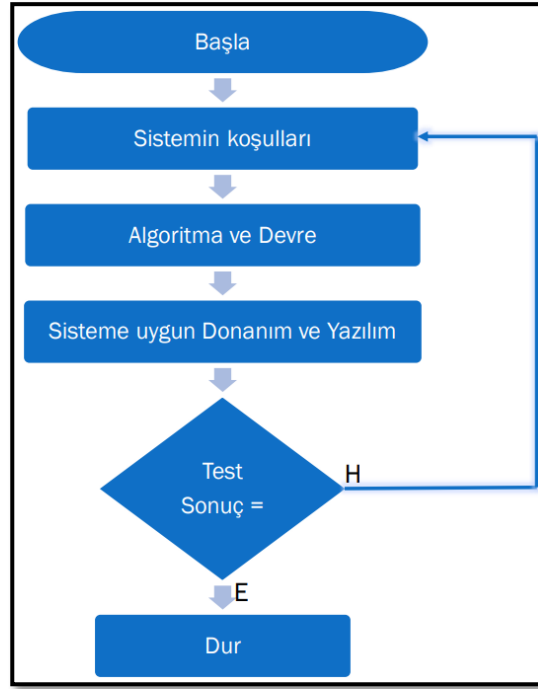 Başla
Sistemin koşulları
Algoritma ve Devre
Sisteme uygun Donanım ve Yazılım
Test
Sonuç =
H
E
Dur